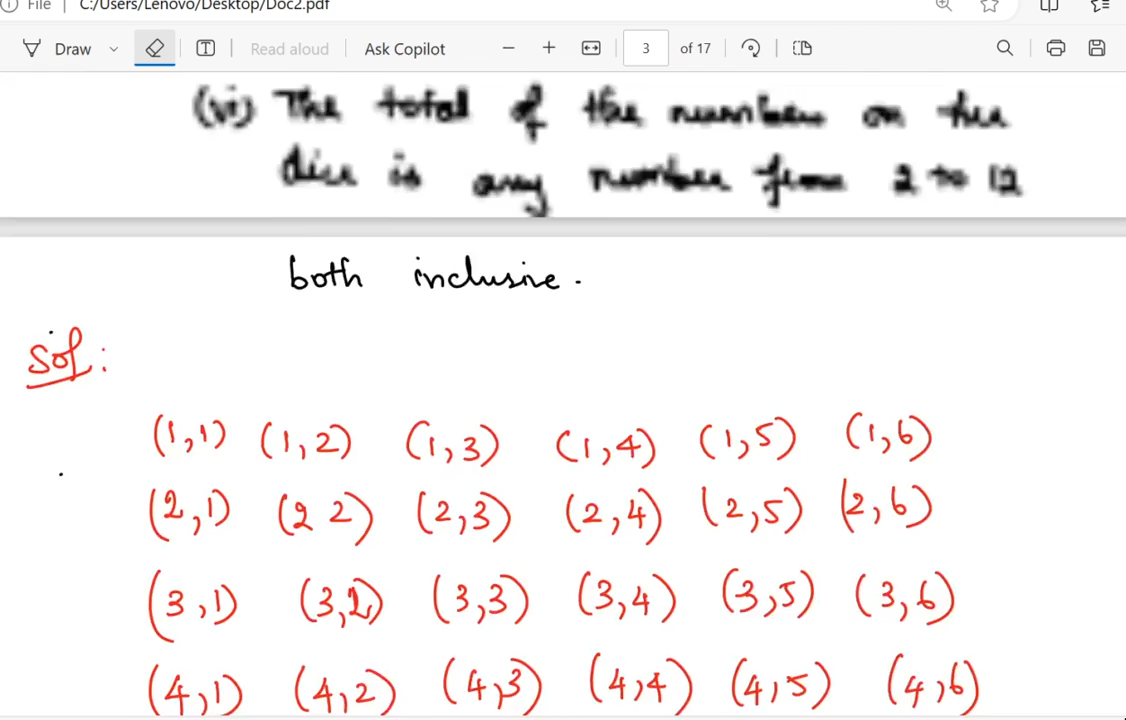 File | C:/Users/Lenovo/Desktop/Doc2.pdf
Draw Read aloud Ask Copilot 3 of 17
(vi) The total of the numbers on the
dice is any number from 2 to 12
both inclusive.
Sol:
(1,1) (1,2) (1,3) (1,4) (1,5) (1,6)
(2,1) (2 2) (2,3) (2,4) (2,5) (2,6)
(3,1) (3,2) (3,3) (3,4) (3,5) (3,6)
(4,1) (4,2) (4,3) (4,4) (4,5) (4,6)